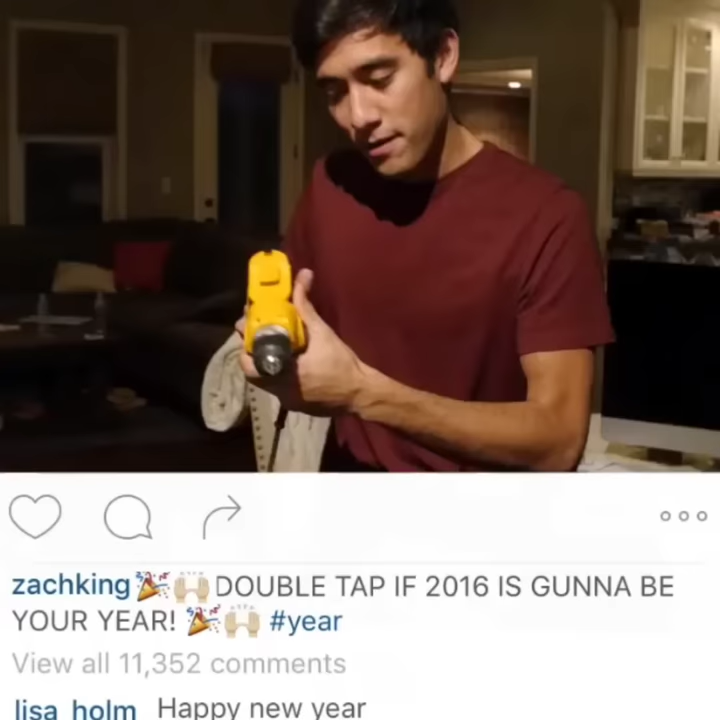 zachking🎉🙌🏼DOUBLE TAP IF 2016 IS GUNNA BE
YOUR YEAR! 🎉🙌🏼 #year
View all 11,352 comments
lisa_holm Happy new year